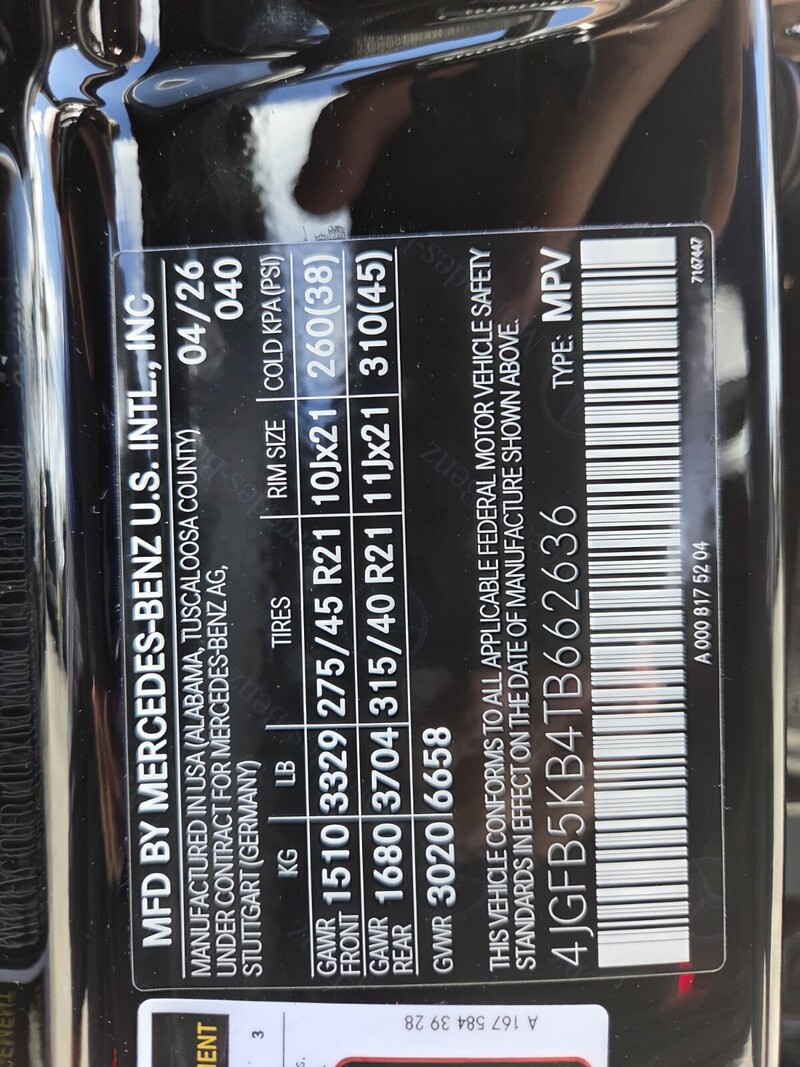 MFD BY MERCEDES-BENZ U.S. INTL., INC
MANUFACTURED IN USA (ALABAMA, TUSCALOOSA COUNTY) 04/26
UNDER CONTRACT FOR MERCEDES-BENZ AG, 040
STUTTGART (GERMANY)
KG LB TIRES RIM SIZE COLD KPA (PSI)
GAWR FRONT 1510 3329 275/45 R21 10Jx21 260(38)
GAWR REAR 1680 3704 315/40 R21 11Jx21 310(45)
GVWR 3020 6658
THIS VEHICLE CONFORMS TO ALL APPLICABLE FEDERAL MOTOR VEHICLE SAFETY
STANDARDS IN EFFECT ON THE DATE OF MANUFACTURE SHOWN ABOVE.
4JGFB5KB4TB662636 TYPE: MPV
A 000 817 52 04 7167447
A 167 584 39 28
3